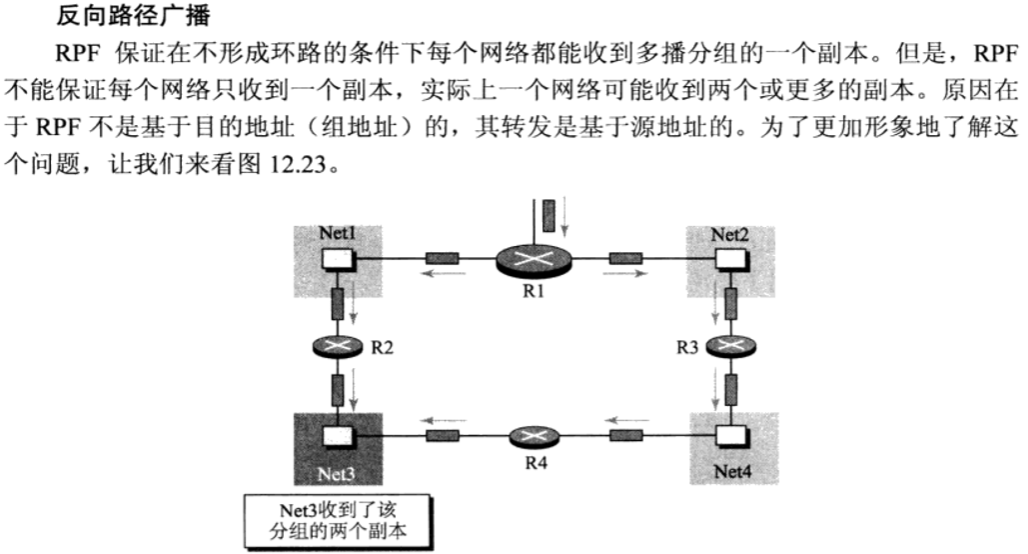 反向路径广播
RPF 保证在不形成环路的条件下每个网络都能收到多播分组的一个副本。但是，RPF
不能保证每个网络只收到一个副本，实际上一个网络可能收到两个或更多的副本。原因在
于 RPF 不是基于目的地址（组地址）的，其转发是基于源地址的。为了更加形象地了解这
个问题，让我们来看图 12.23。
Net1
Net2
R1
R2
R3
R4
Net3
Net4
Net3收到了该
分组的两个副本